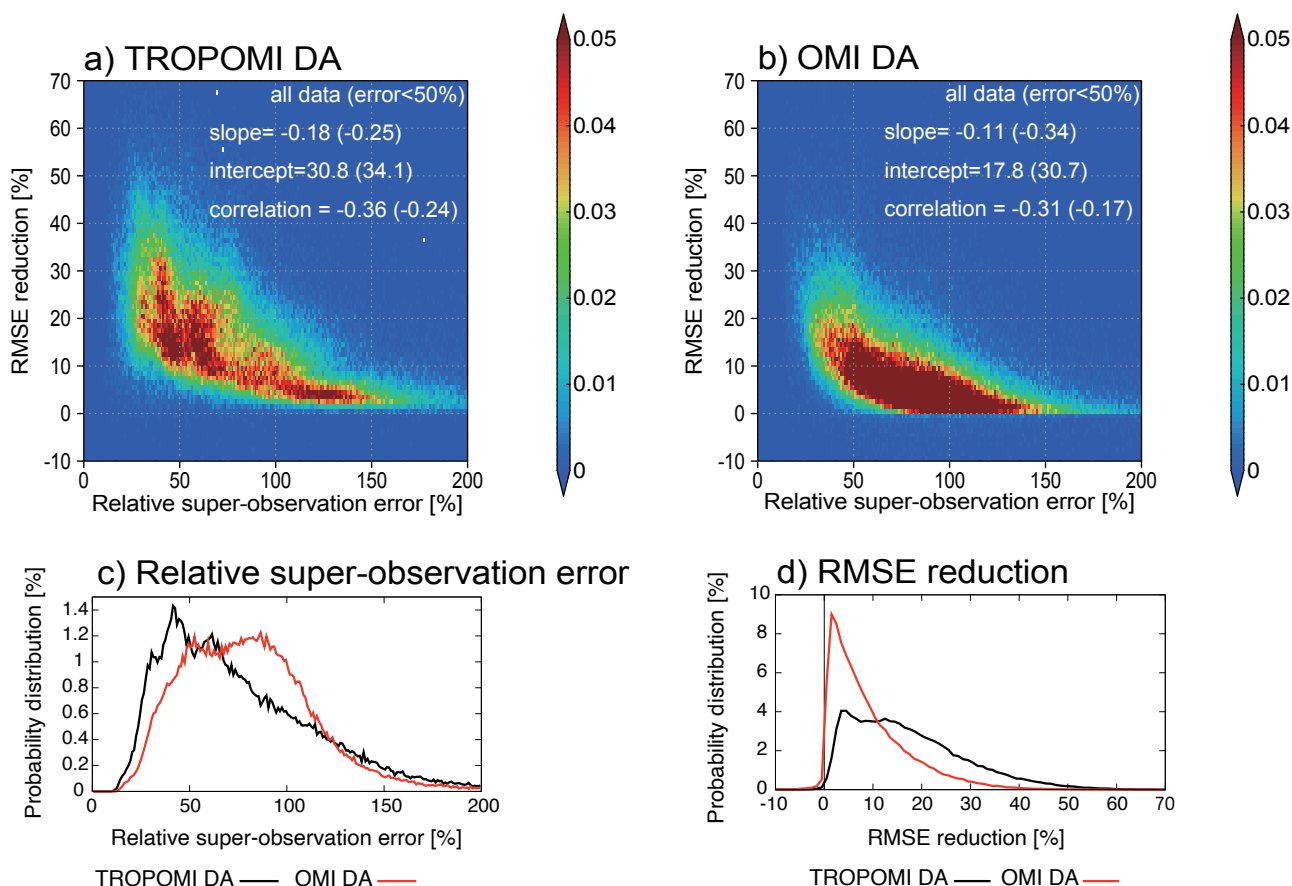 a) TROPOMI DA
all data (error<50%)
slope= -0.18 (-0.25)
intercept=30.8 (34.1)
correlation = -0.36 (-0.24)
RMSE reduction [%]
70
60
50
40
30
20
10
0
-10
0 50 100 150 200
Relative super-observation error [%]
0.05
0.04
0.03
0.02
0.01
0
b) OMI DA
all data (error<50%)
slope= -0.11 (-0.34)
intercept=17.8 (30.7)
correlation = -0.31 (-0.17)
RMSE reduction [%]
70
60
50
40
30
20
10
0
-10
0 50 100 150 200
Relative super-observation error [%]
0.05
0.04
0.03
0.02
0.01
0
c) Relative super-observation error
Probability distribution [%]
1.4
1.2
1
0.8
0.6
0.4
0.2
0
0 50 100 150 200
Relative super-observation error [%]
TROPOMI DA OMI DA
d) RMSE reduction
Probability distribution [%]
10
8
6
4
2
0
-10 0 10 20 30 40 50 60 70
RMSE reduction [%]
TROPOMI DA OMI DA